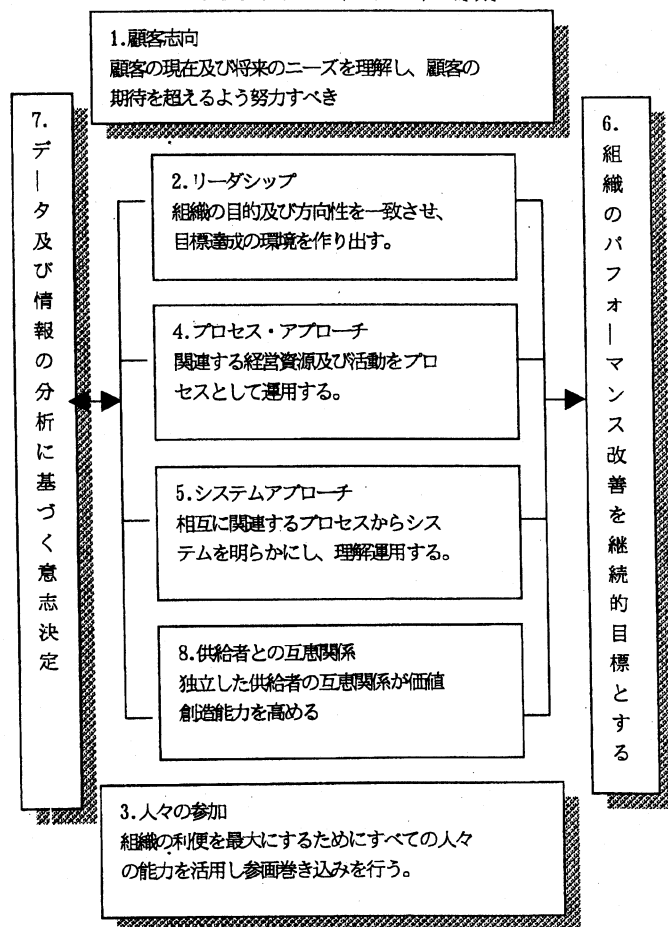 1.顧客志向
顧客の現在及び将来のニーズを理解し、顧客の
期待を超えるよう努力すべき
7.データ及び情報の分析に基づく意志決定
2.リーダシップ
組織の目的及び方向性を一致させ、
目標達成の環境を作り出す。
4.プロセス・アプローチ
関連する経営資源及び活動をプロ
セスとして運用する。
5.システムアプローチ
相互に関連するプロセスからシス
テムを明らかにし、理解運用する。
8.供給者との互恵関係
独立した供給者の互恵関係が価値
創造能力を高める
6.組織のパフォーマンス改善を継続的目標とする
3.人々の参加
組織の利便を最大にするためにすべての人々
の能力を活用し参画巻き込みを行う。